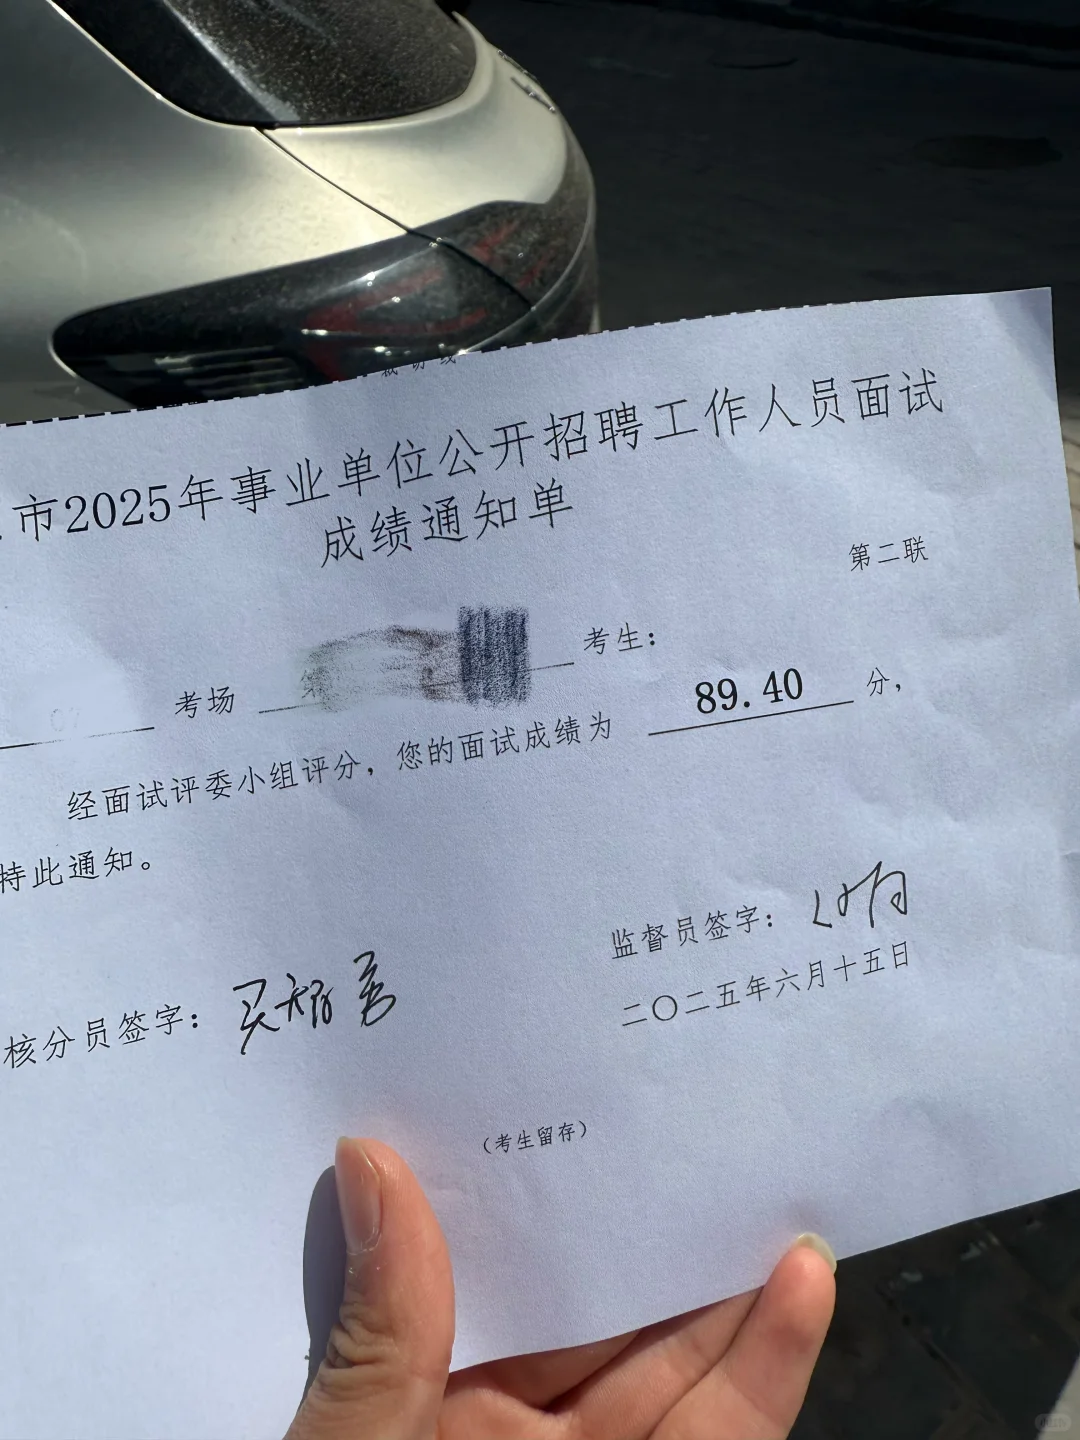 裁切线
市2025年事业单位公开招聘工作人员面试
成绩通知单
第二联
考场 考生：
经面试评委小组评分，您的面试成绩为 89.40 分，
持此通知。
监督员签字：
二〇二五年六月十五日
核分员签字：
（考生留存）